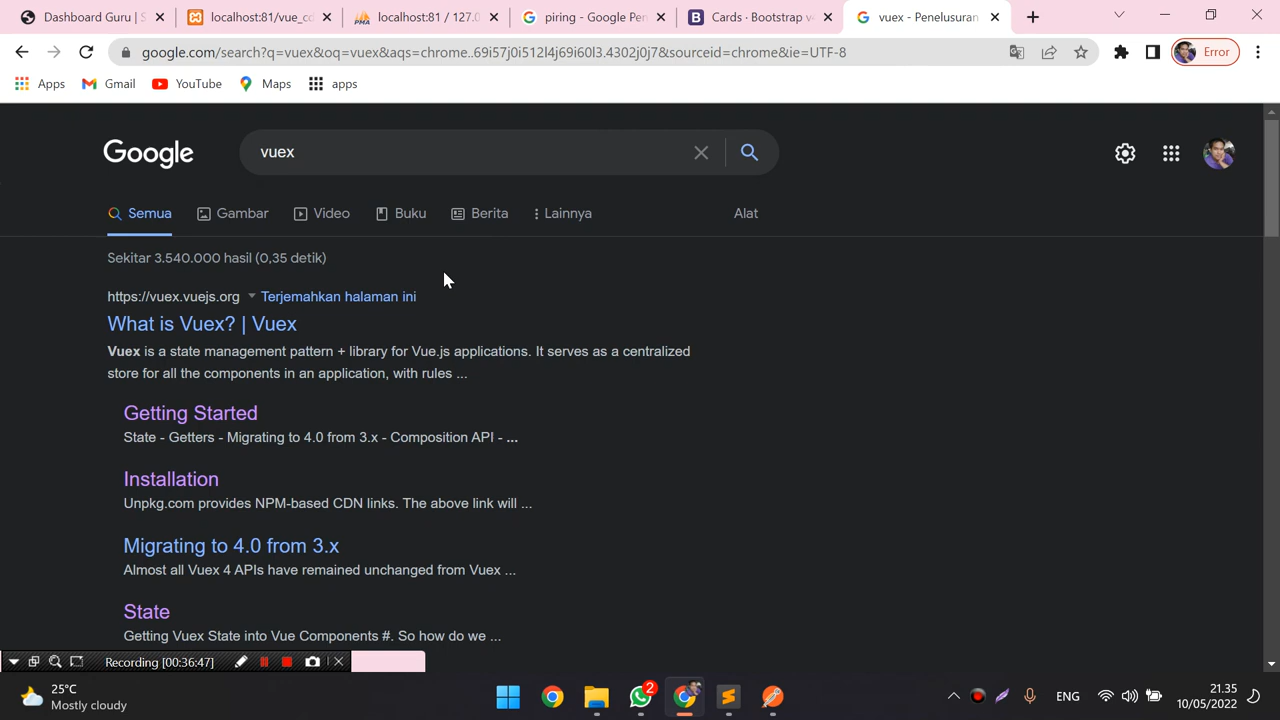 Dashboard Guru | S
localhost:81/vue_cd
localhost:81 / 127.0
piring - Google Pen
Cards · Bootstrap v
vuex - Penelusuran
google.com/search?q=vuex&oq=vuex&aqs=chrome..69i57j0i512l4j69i60l3.4302j0j7&sourceid=chrome&ie=UTF-8
Error
Apps
Gmail
YouTube
Maps
apps
Google
vuex
Semua
Gambar
Video
Buku
Berita
Lainnya
Alat
Sekitar 3.540.000 hasil (0,35 detik)
https://vuex.vuejs.org
Terjemahkan halaman ini
What is Vuex? | Vuex
Vuex is a state management pattern + library for Vue.js applications. It serves as a centralized
store for all the components in an application, with rules ...
Getting Started
State - Getters - Migrating to 4.0 from 3.x - Composition API - ...
Installation
Unpkg.com provides NPM-based CDN links. The above link will ...
Migrating to 4.0 from 3.x
Almost all Vuex 4 APIs have remained unchanged from Vuex ...
State
Getting Vuex State into Vue Components #. So how do we ...
Recording [00:36:47]
25°C
Mostly cloudy
2
ENG
21.35
10/05/2022